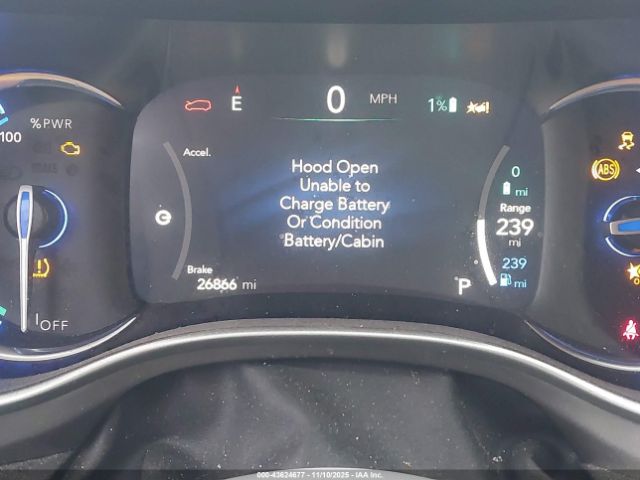 E
0 MPH
1%
%PWR
100
Accel.
Hood Open
Unable to
Charge Battery
Or Condition
Battery/Cabin
0
mi
Range
239
mi
239
mi
ABS
Brake
26866 mi
P
OFF
000-43624677 - 11/10/2025 - IAA Inc.